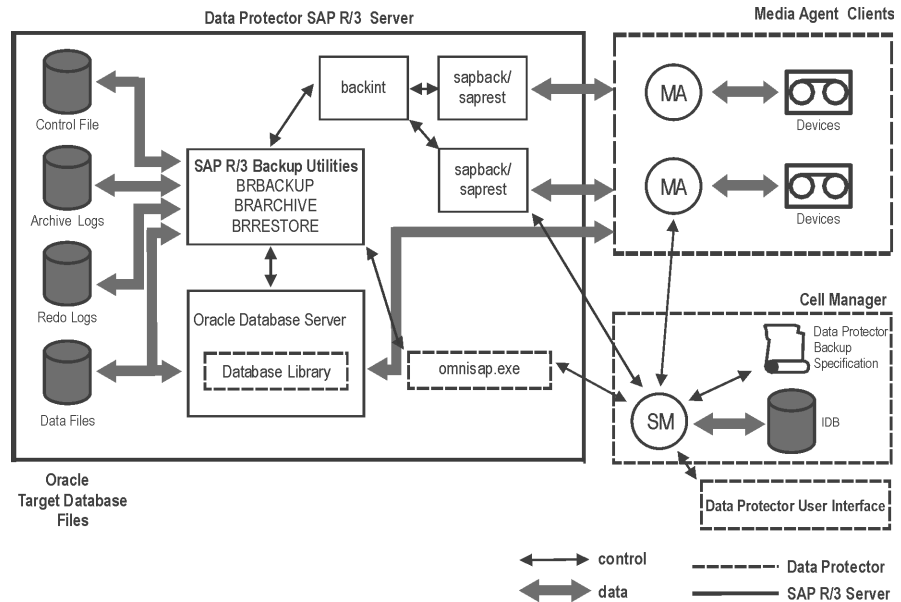 Data Protector SAP R/3 Server
Media Agent Clients
Control File
Archive Logs
Redo Logs
Data Files
backint
sapback/
saprest
sapback/
saprest
SAP R/3 Backup Utilities
BRBACKUP
BRARCHIVE
BRRESTORE
Oracle Database Server
Database Library
omnisap.exe
MA
Devices
MA
Devices
Cell Manager
Data Protector
Backup
Specification
SM
IDB
Data Protector User Interface
Oracle
Target Database
Files
control
data
Data Protector
SAP R/3 Server